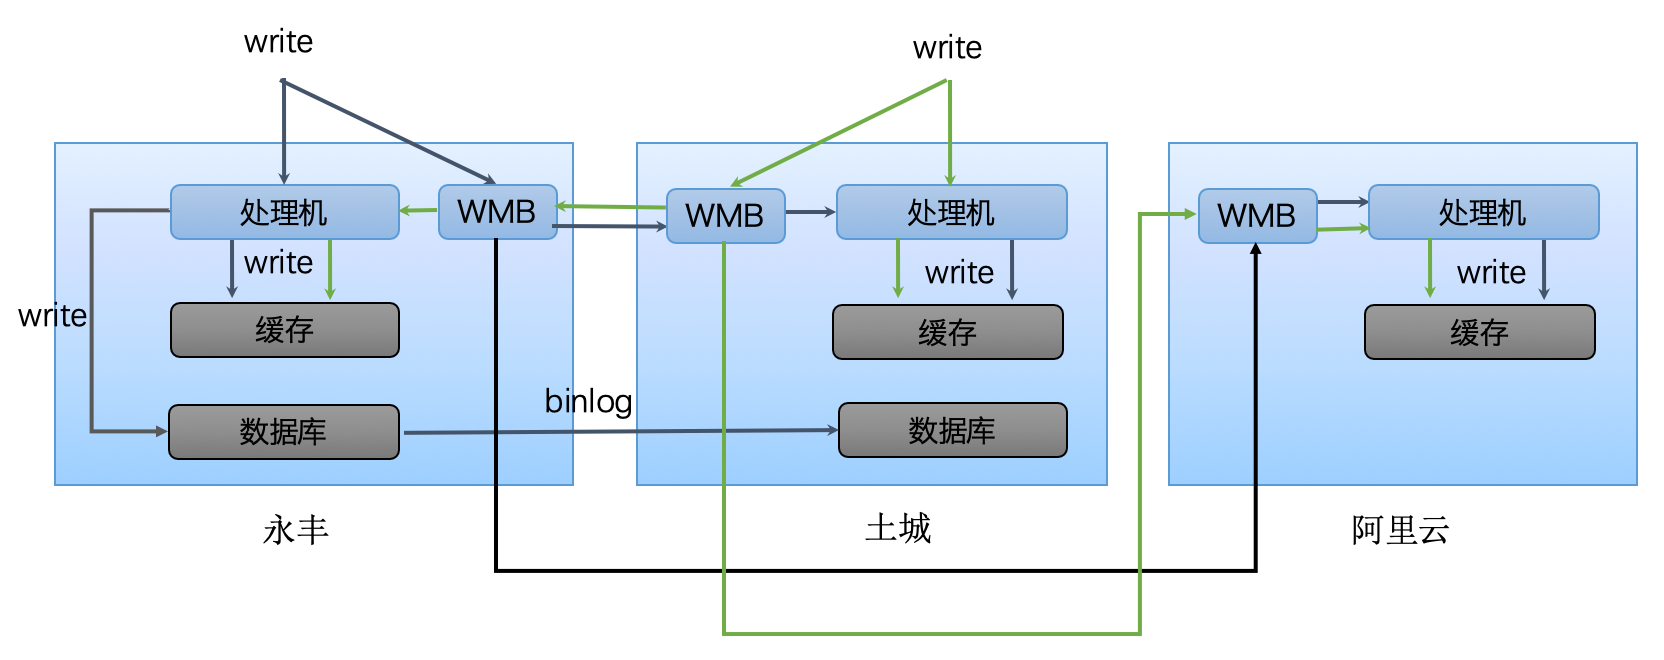 write
write
处理机
WMB
WMB
处理机
WMB
处理机
write
write
write
write
缓存
缓存
缓存
binlog
数据库
数据库
永丰
土城
阿里云